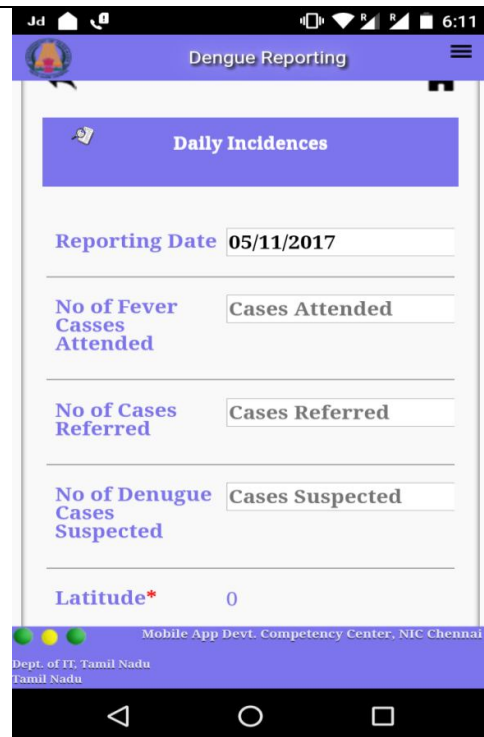 Jd
R
R
6:11
Dengue Reporting
Daily Incidences
Reporting Date 05/11/2017
No of Fever
Casses
Attended
Cases Attended
No of Cases
Referred
Cases Referred
No of Denugue
Cases
Suspected
Cases Suspected
Latitude* 0
Mobile App Devt. Competency Center, NIC Chennai
Dept. of IT, Tamil Nadu
Tamil Nadu